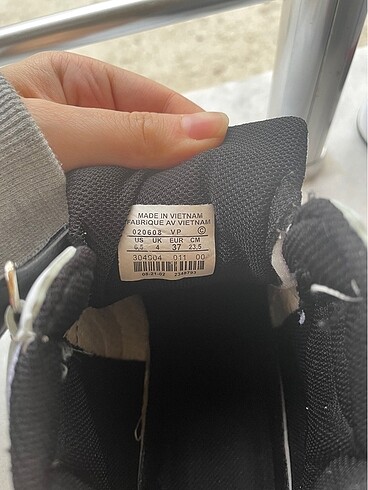 MADE IN VIETNAM
FABRIQUE AV VIETNAM
020608 VP ©
US UK EUR CM
6.5 4 37 23.5
304904 011 00